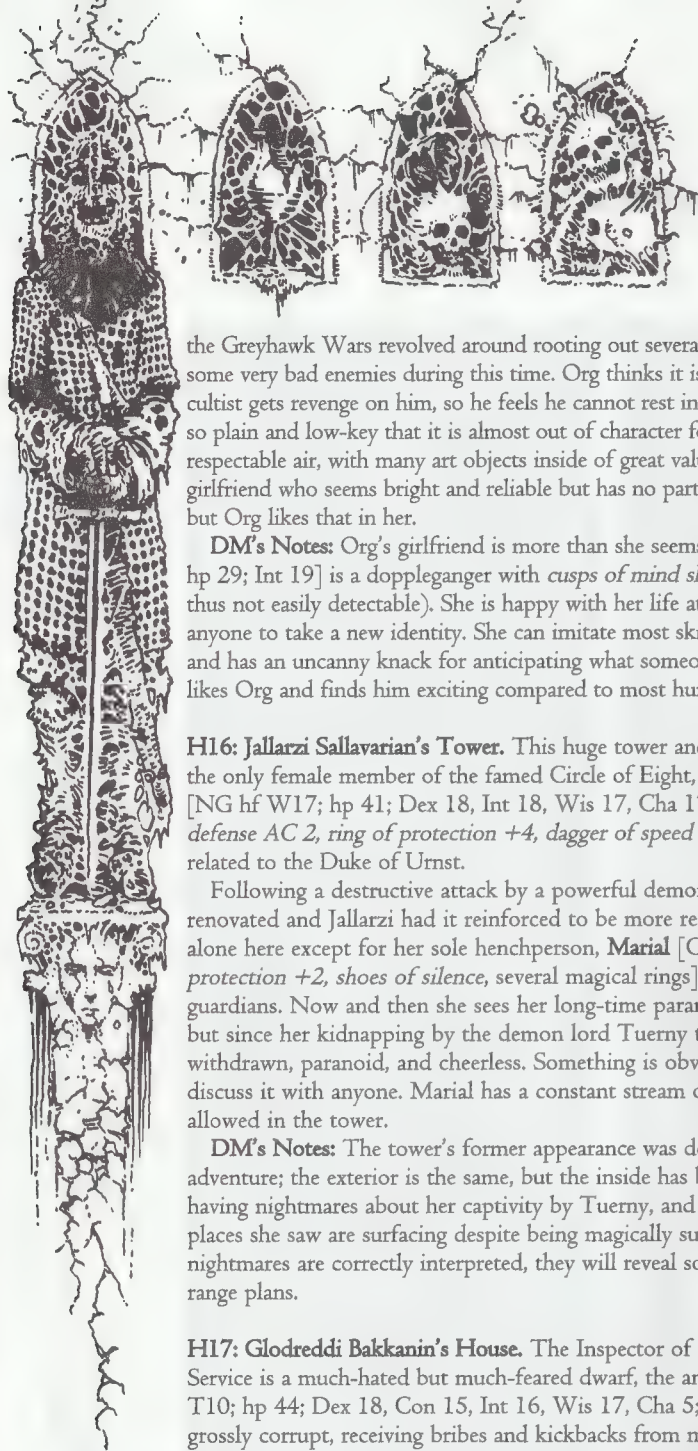 the Greyhawk Wars revolved around rooting out several
some very bad enemies during this time. Org thinks it is
cultist gets revenge on him, so he feels he cannot rest in
so plain and low-key that it is almost out of character
respectable air, with many art objects inside of great
girlfriend who seems bright and reliable but has no
but Org likes that in her.
DM's Notes: Org's girlfriend is more than she seems
hp 29; Int 19] is a doppleganger with cusps of mind
thus not easily detectable). She is happy with her life
anyone to take a new identity. She can imitate most
and has an uncanny knack for anticipating what
likes Org and finds him exciting compared to most
H16: Jallarzi Sallavarian's Tower. This huge tower
the only female member of the famed Circle of Eight,
[NG hf W17; hp 41; Dex 18, Int 18, Wis 17, Cha
defense AC 2, ring of protection +4, dagger of speed
related to the Duke of Urnst.
Following a destructive attack by a powerful
renovated and Jallarzi had it reinforced to be more
alone here except for her sole henchperson, Marial
protection +2, shoes of silence, several magical rings]
guardians. Now and then she sees her long-time
but since her kidnapping by the demon lord Tuerny
withdrawn, paranoid, and cheerless. Something is
discuss it with anyone. Marial has a constant stream
allowed in the tower.
DM's Notes: The tower's former appearance was
adventure; the exterior is the same, but the inside has
having nightmares about her captivity by Tuerny, and
places she saw are surfacing despite being magically
nightmares are correctly interpreted, they will reveal
range plans.
H17: Glodreddi Bakkanin's House. The Inspector of
Service is a much-hated but much-feared dwarf, the
T10; hp 44; Dex 18, Con 15, Int 16, Wis 17, Cha 5;
grossly corrupt, receiving bribes and kickbacks from